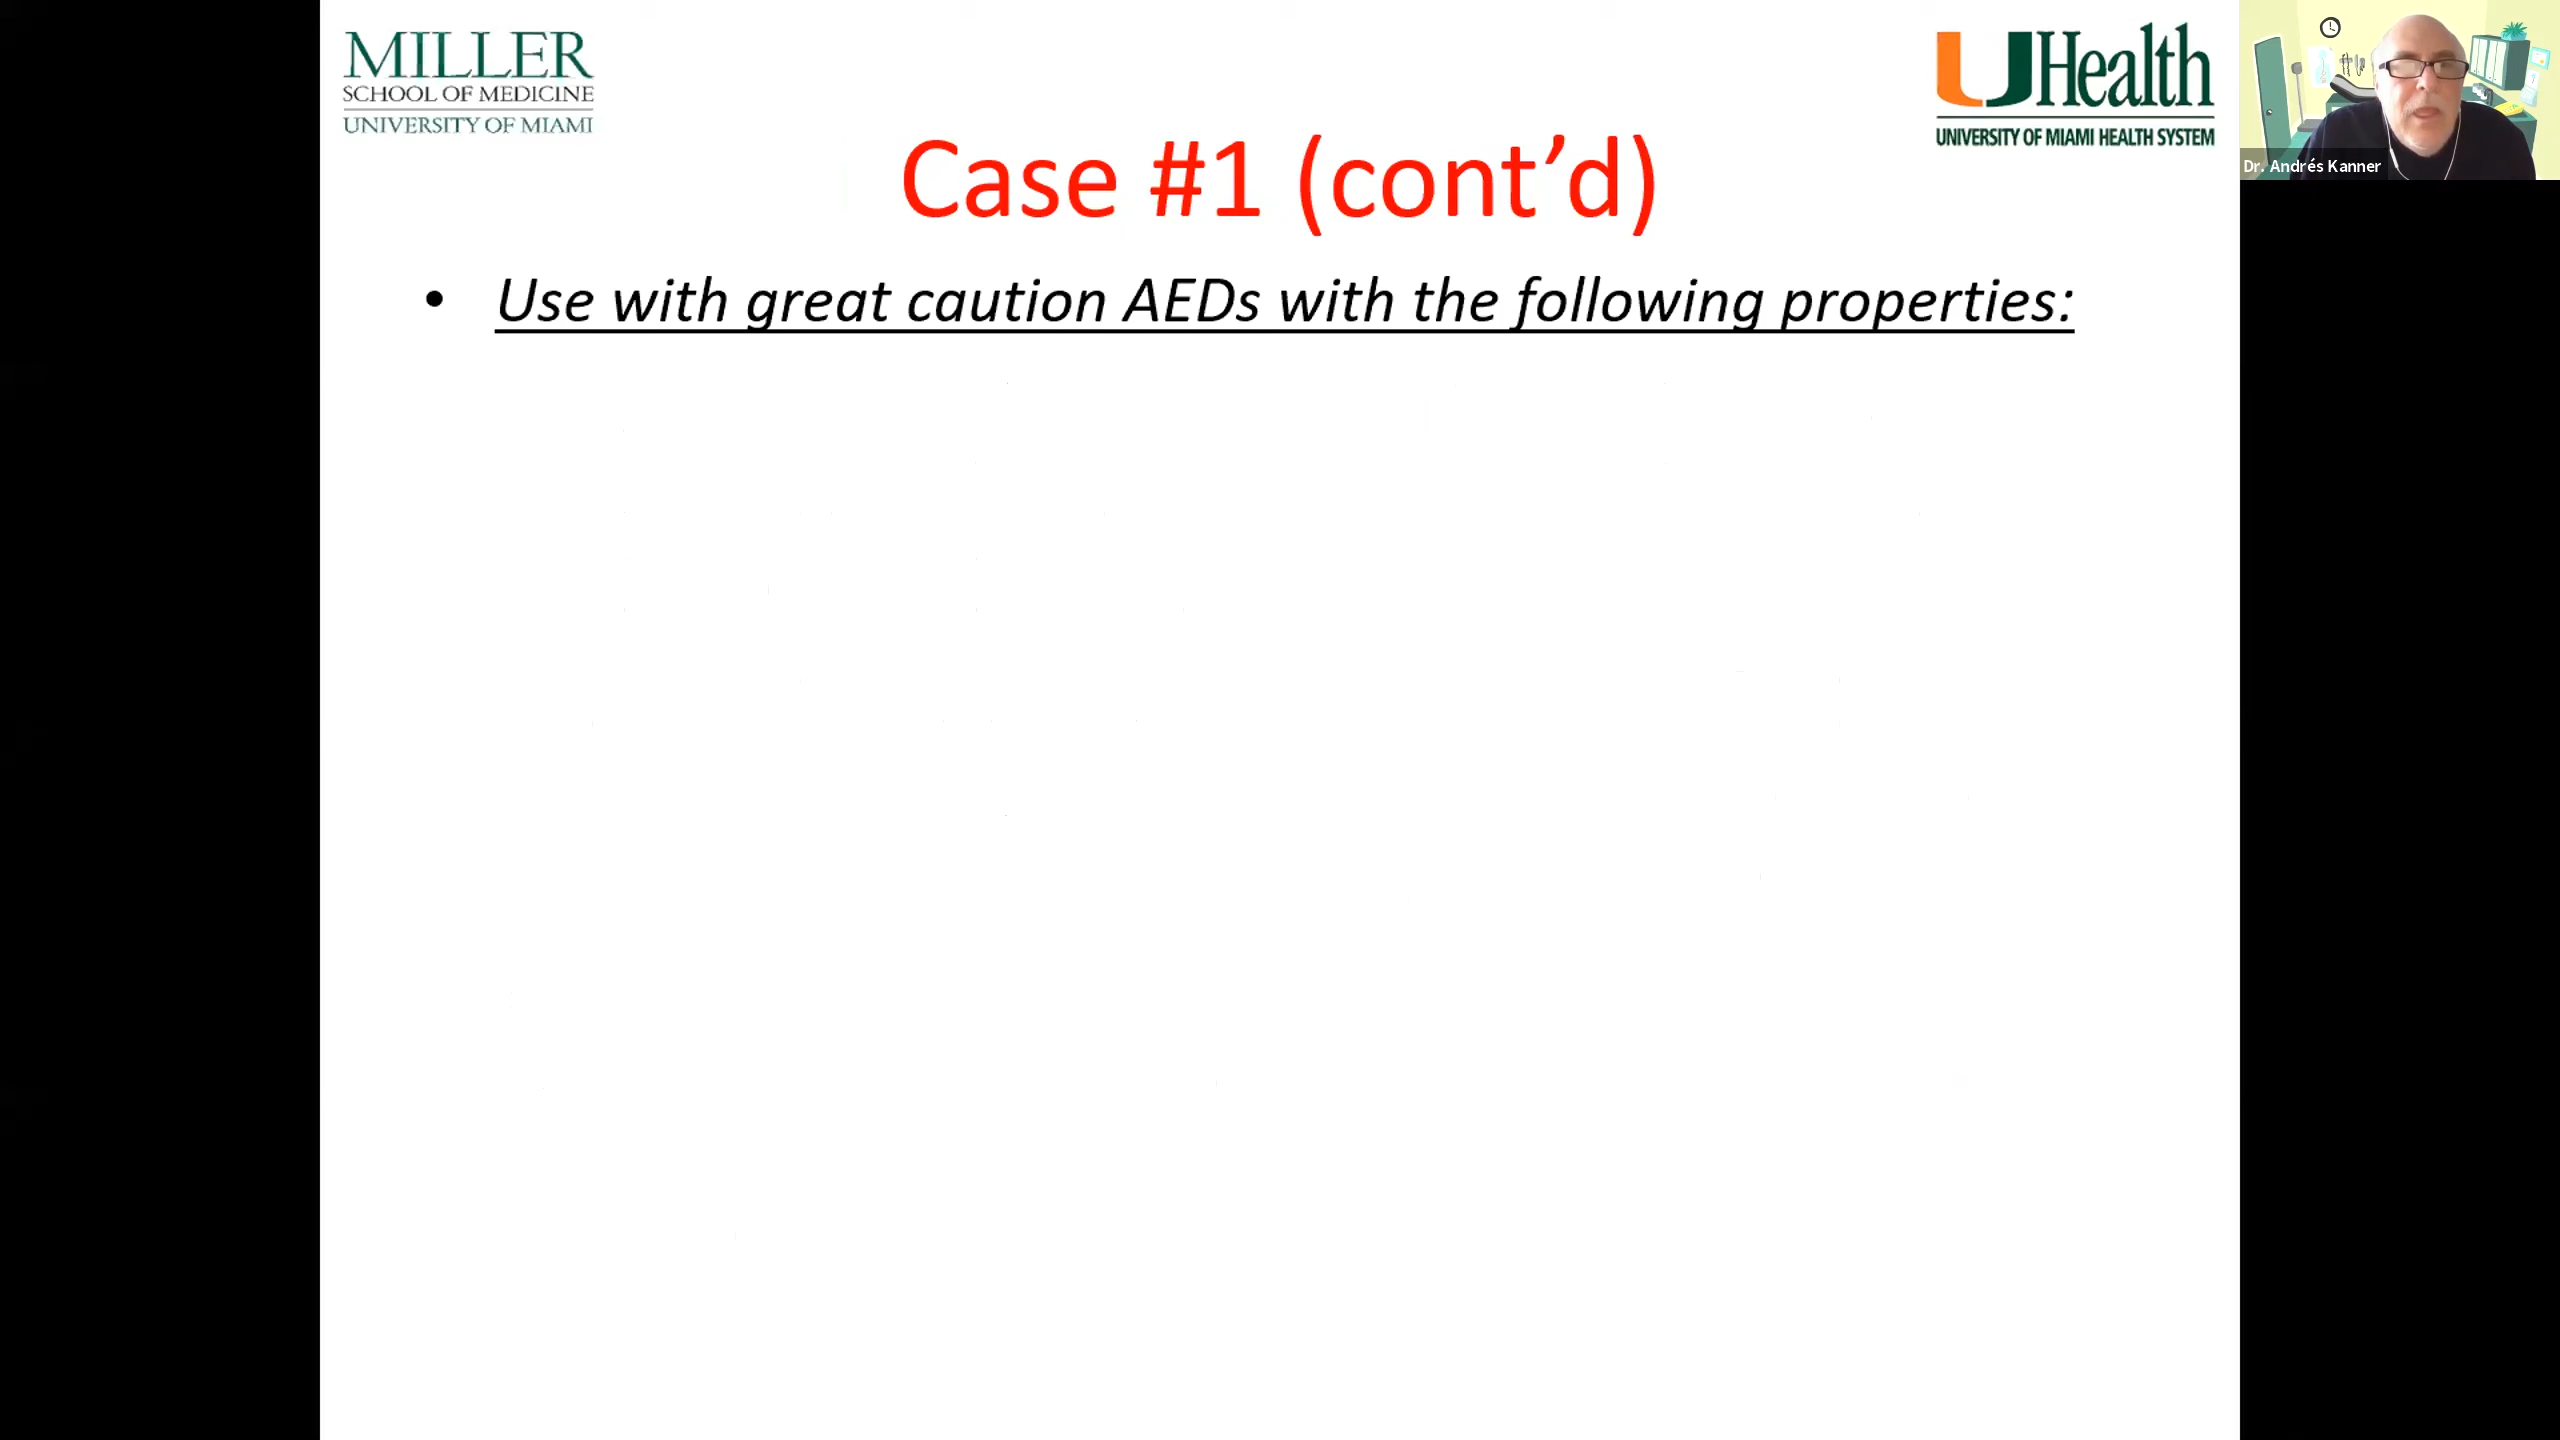 MILLER
SCHOOL OF MEDICINE
UNIVERSITY OF MIAMI
UHealth
UNIVERSITY OF MIAMI HEALTH SYSTEM
Dr. Andrés Kanner
Case #1 (cont’d)
• Use with great caution AEDs with the following properties: